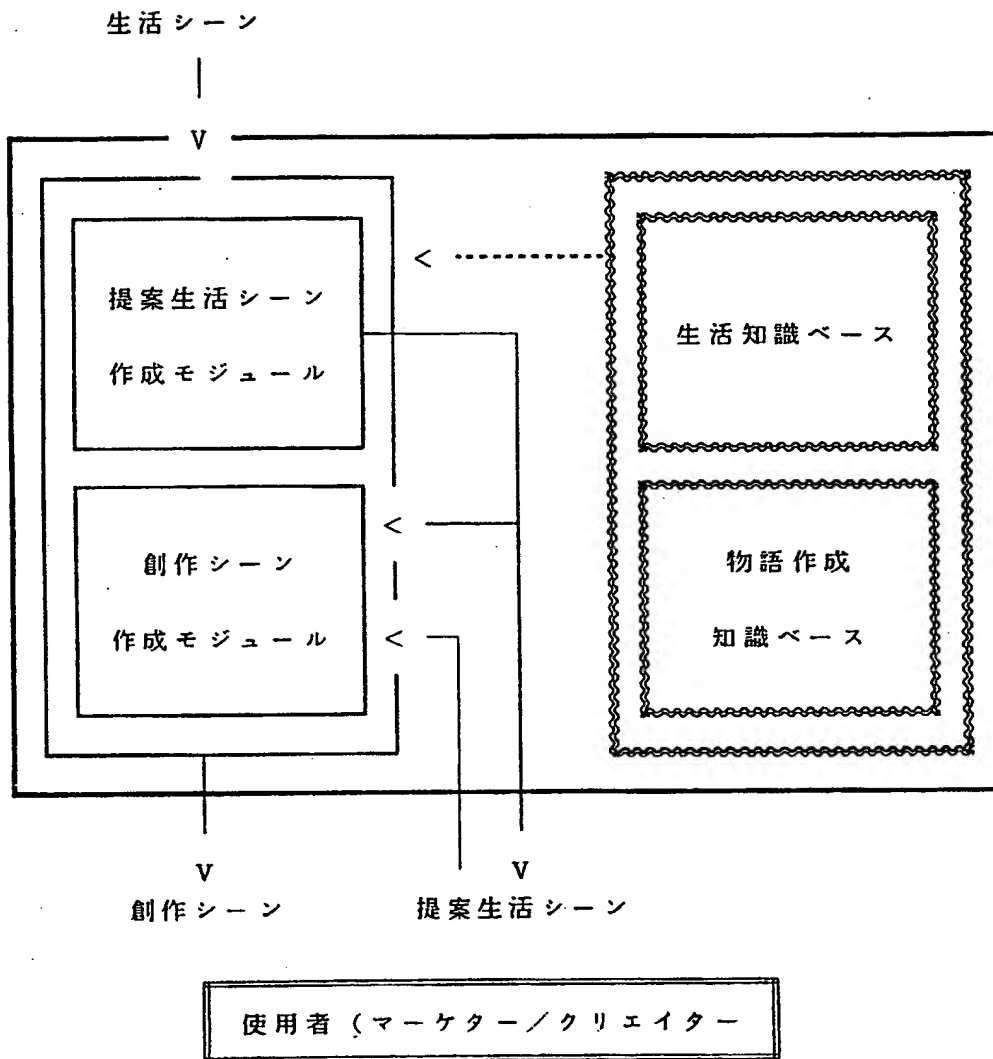 生活シーン
提案生活シーン
作成モジュール
生活知識ベース
創作シーン
作成モジュール
物語作成
知識ベース
創作シーン
提案生活シーン
使用者(マーケター/クリエイター